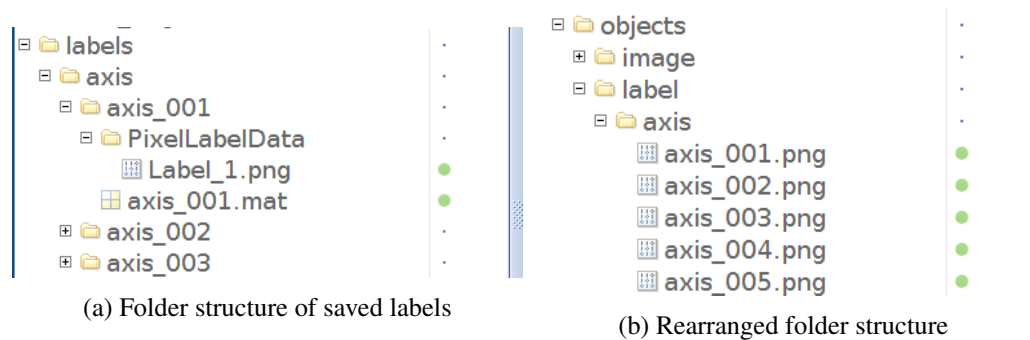 labels
axis
axis_001
PixelLabelData
Label_1.png
axis_001.mat
axis_002
axis_003
(a) Folder structure of saved labels
objects
image
label
axis
axis_001.png
axis_002.png
axis_003.png
axis_004.png
axis_005.png
(b) Rearranged folder structure